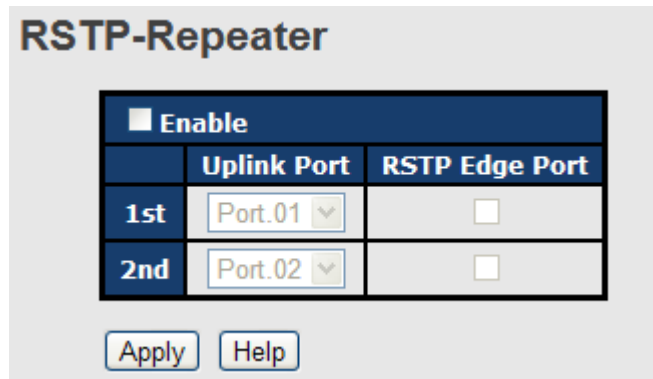 RSTP-Repeater
Enable
Uplink Port RSTP Edge Port
1st Port.01
2nd Port.02
Apply Help